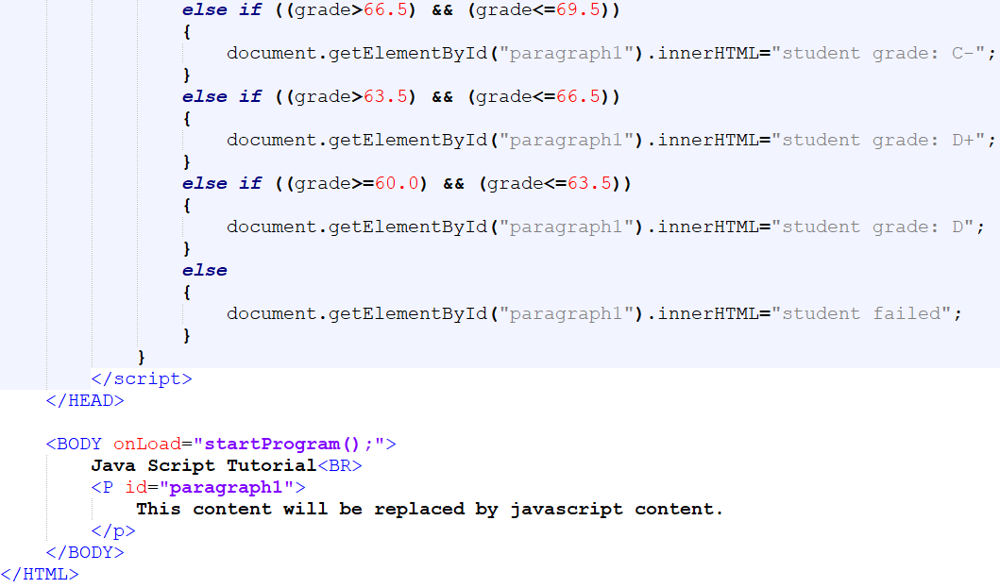 else if ((grade>66.5) && (grade<=69.5))
{
document.getElementById("paragraph1").innerHTML="student grade: C-";
}
else if ((grade>63.5) && (grade<=66.5))
{
document.getElementById("paragraph1").innerHTML="student grade: D+";
}
else if ((grade>=60.0) && (grade<=63.5))
{
document.getElementById("paragraph1").innerHTML="student grade: D";
}
else
{
document.getElementById("paragraph1").innerHTML="student failed";
}
}
</script>
</HEAD>
<BODY onLoad="startProgram();">
Java Script Tutorial<BR>
<P id="paragraph1">
This content will be replaced by javascript content.
</p>
</BODY>
</HTML>